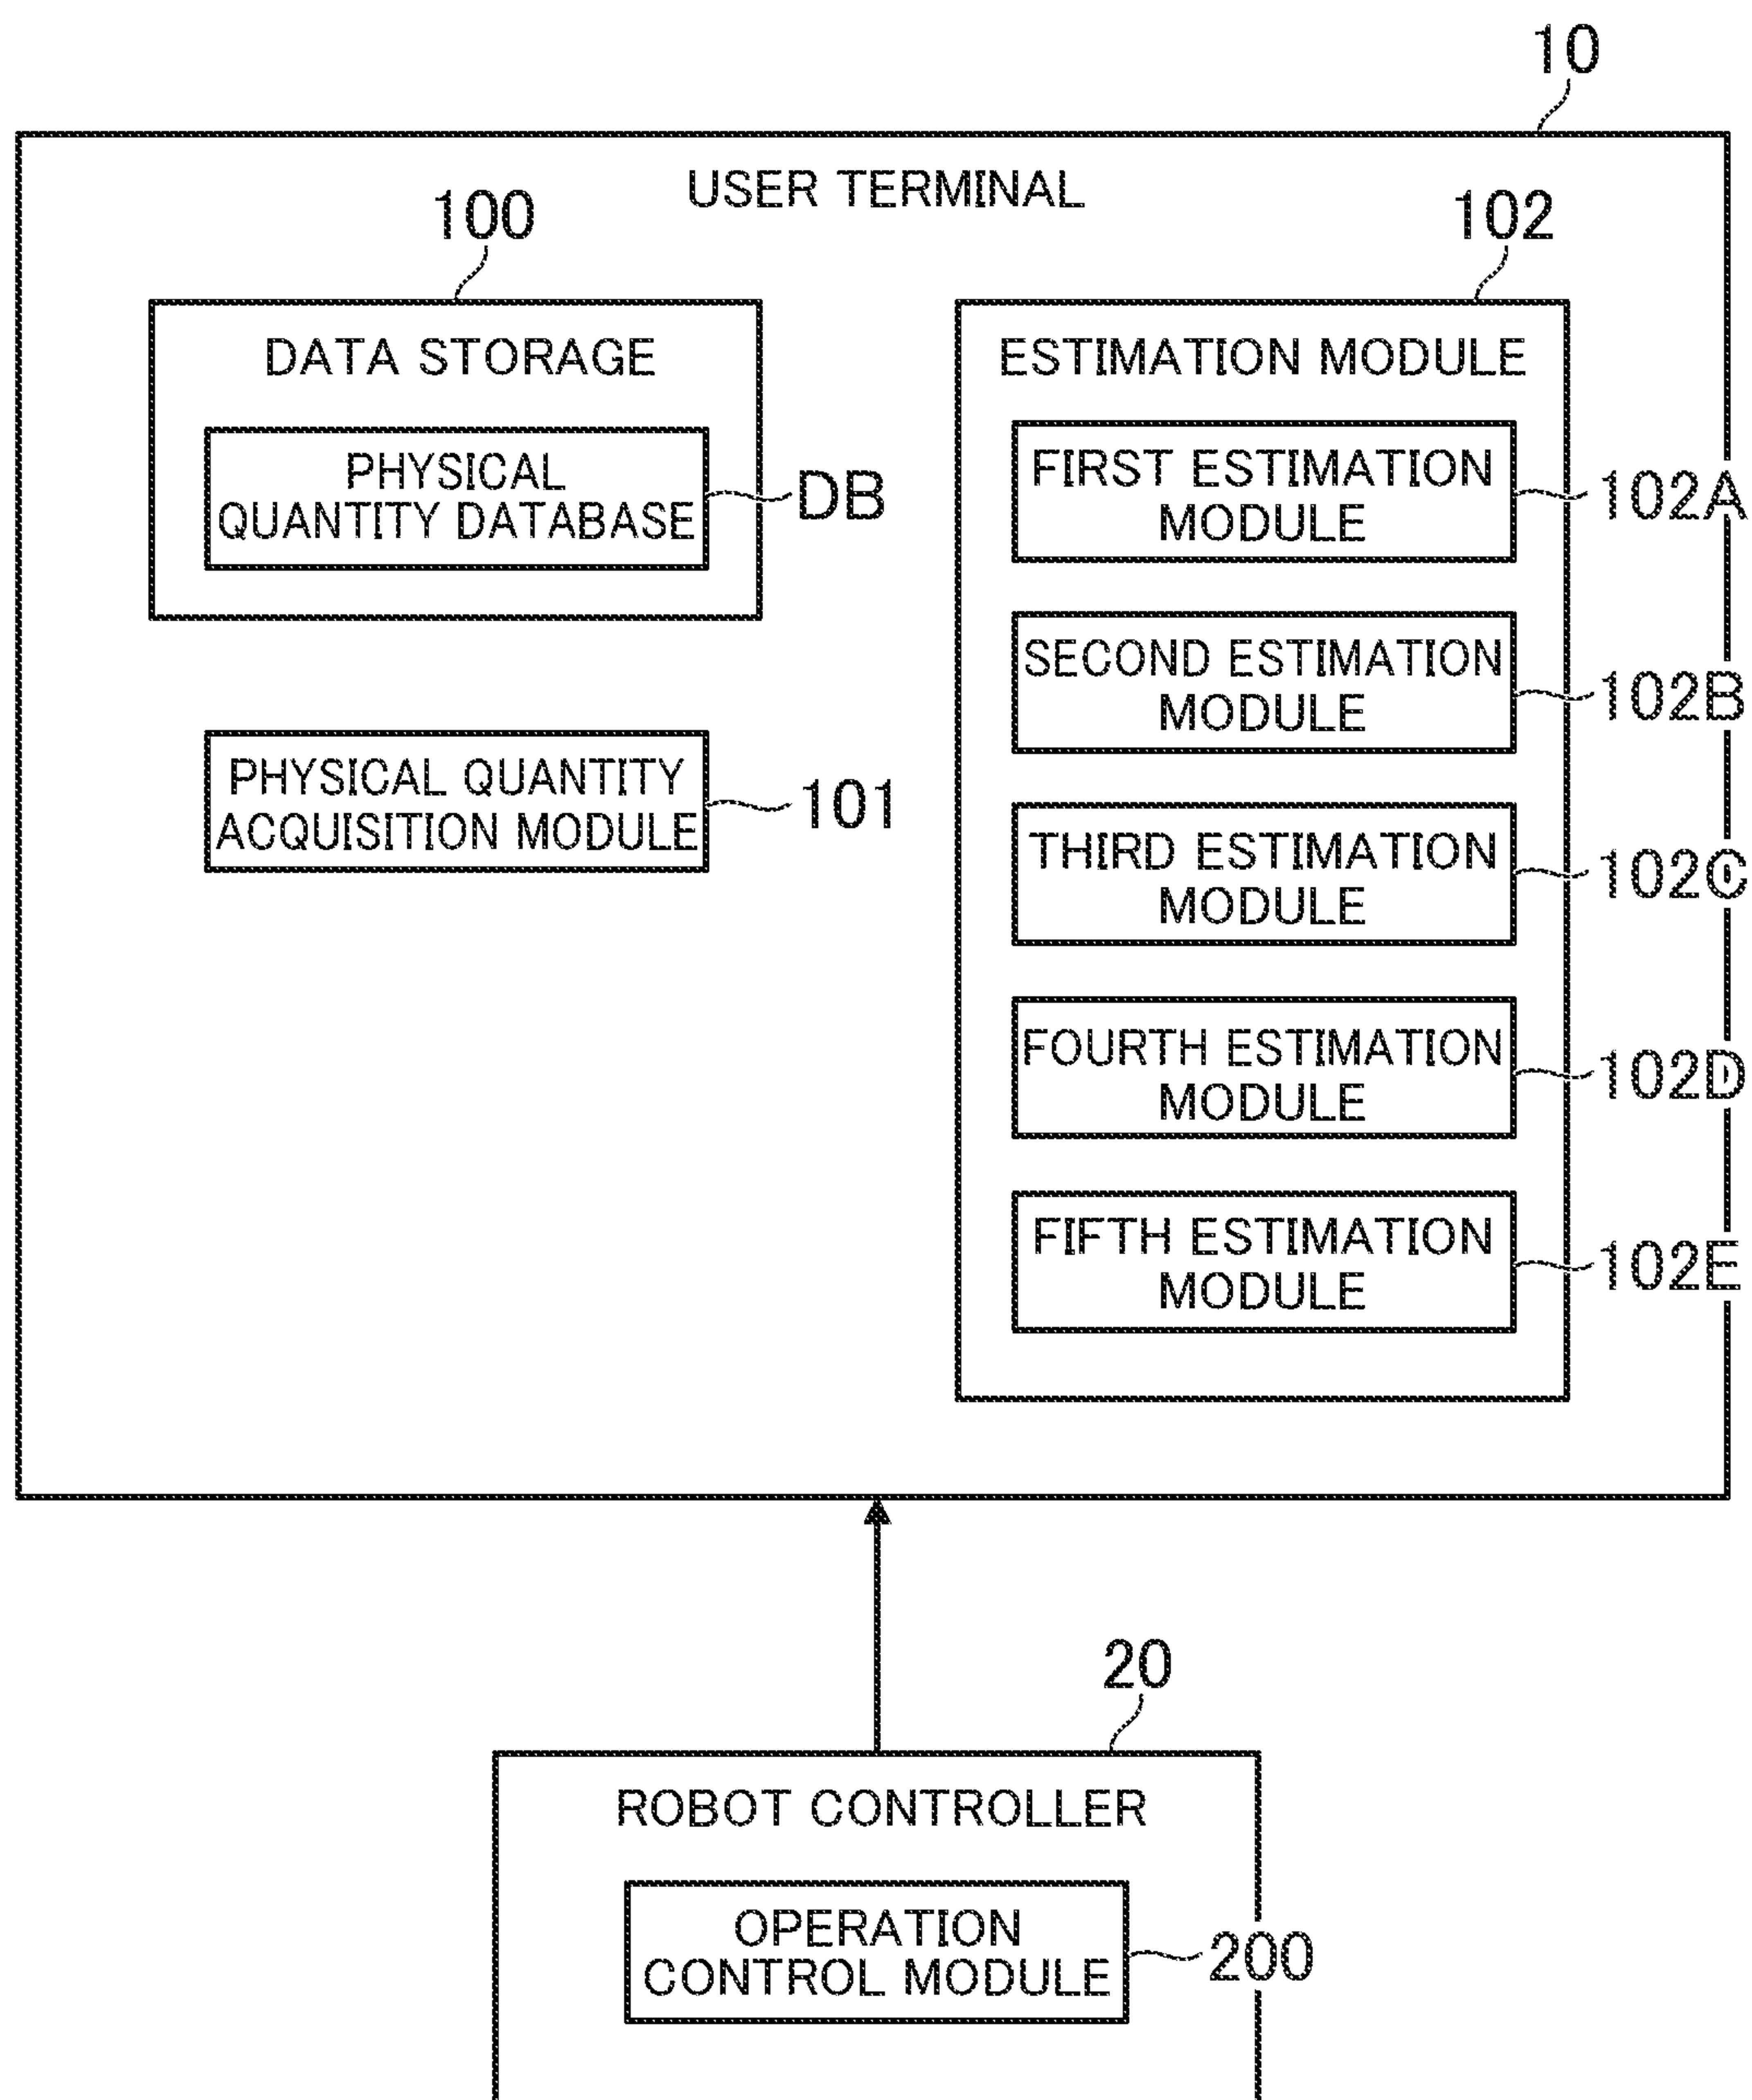 10
USER TERMINAL
100
DATA STORAGE
PHYSICAL
QUANTITY DATABASE
DB
PHYSICAL QUANTITY
ACQUISITION MODULE
101
102
ESTIMATION MODULE
FIRST ESTIMATION
MODULE
102A
SECOND ESTIMATION
MODULE
102B
THIRD ESTIMATION
MODULE
102C
FOURTH ESTIMATION
MODULE
102D
FIFTH ESTIMATION
MODULE
102E
20
ROBOT CONTROLLER
OPERATION
CONTROL MODULE
200